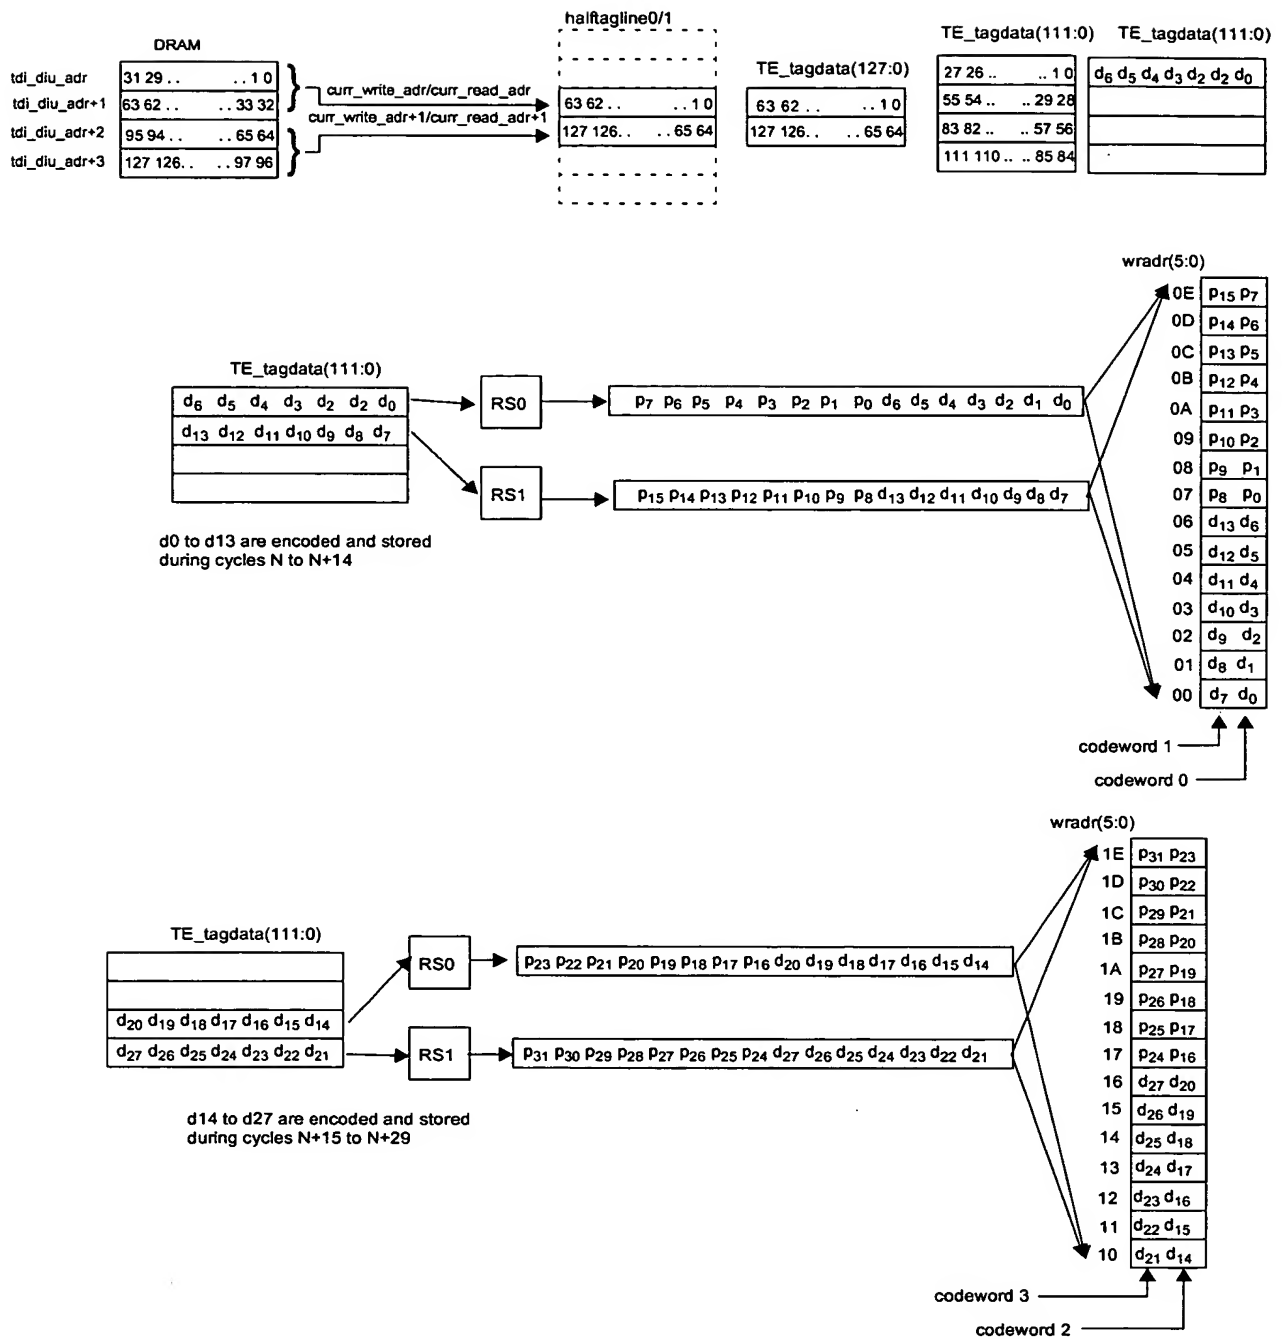 halftagline0/1
DRAM
TE_tagdata(111:0)
TE_tagdata(111:0)
TE_tagdata(127:0)
tdi_diu_adr
31 29 . . . . 1 0
tdi_diu_adr+1
63 62 . . . . 33 32
tdi_diu_adr+2
95 94 . . . . 65 64
tdi_diu_adr+3
127 126 . . . . 97 96
curr_write_adr/curr_read_adr
curr_write_adr+1/curr_read_adr+1
63 62 . . . . 1 0
127 126 . . . . 65 64
63 62 . . . . 1 0
127 126 . . . . 65 64
27 26 .. .. 1 0
55 54 .. .. 29 28
83 82 .. .. 57 56
111 110 .. .. 85 84
d6 d5 d4 d3 d2 d2 d0
wradr(5:0)
0E p15 p7
0D p14 p6
0C p13 p5
0B p12 p4
0A p11 p3
09 p10 p2
08 p9 p1
07 p8 p0
06 d13 d6
05 d12 d5
04 d11 d4
03 d10 d3
02 d9 d2
01 d8 d1
00 d7 d0
codeword 1
codeword 0
TE_tagdata(111:0)
d6 d5 d4 d3 d2 d2 d0
d13 d12 d11 d10 d9 d8 d7
RS0
RS1
p7 p6 p5 p4 p3 p2 p1 p0 d6 d5 d4 d3 d2 d1 d0
p15 p14 p13 p12 p11 p10 p9 p8 d13 d12 d11 d10 d9 d8 d7
d0 to d13 are encoded and stored
during cycles N to N+14
wradr(5:0)
1E p31 p23
1D p30 p22
1C p29 p21
1B p28 p20
1A p27 p19
19 p26 p18
18 p25 p17
17 p24 p16
16 d27 d20
15 d26 d19
14 d25 d18
13 d24 d17
12 d23 d16
11 d22 d15
10 d21 d14
codeword 3
codeword 2
TE_tagdata(111:0)
d20 d19 d18 d17 d16 d15 d14
d27 d26 d25 d24 d23 d22 d21
RS0
RS1
p23 p22 p21 p20 p19 p18 p17 p16 d20 d19 d18 d17 d16 d15 d14
p31 p30 p29 p28 p27 p26 p25 p24 d27 d26 d25 d24 d23 d22 d21
d14 to d27 are encoded and stored
during cycles N+15 to N+29